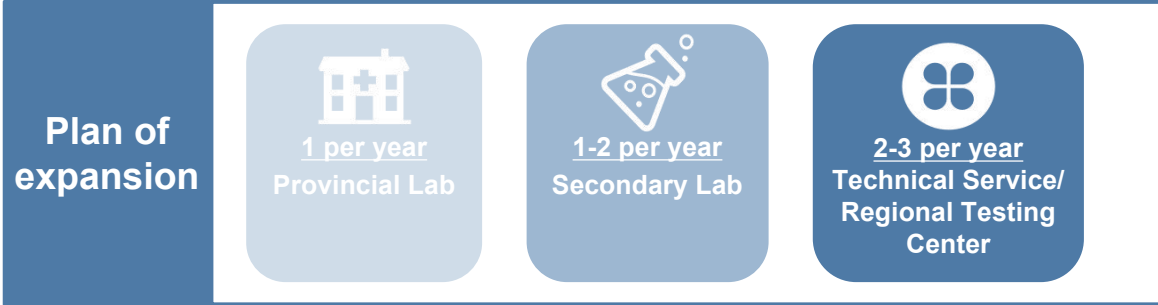 Plan of
expansion
1 per year
Provincial Lab
1-2 per year
Secondary Lab
2-3 per year
Technical Service/
Regional Testing
Center